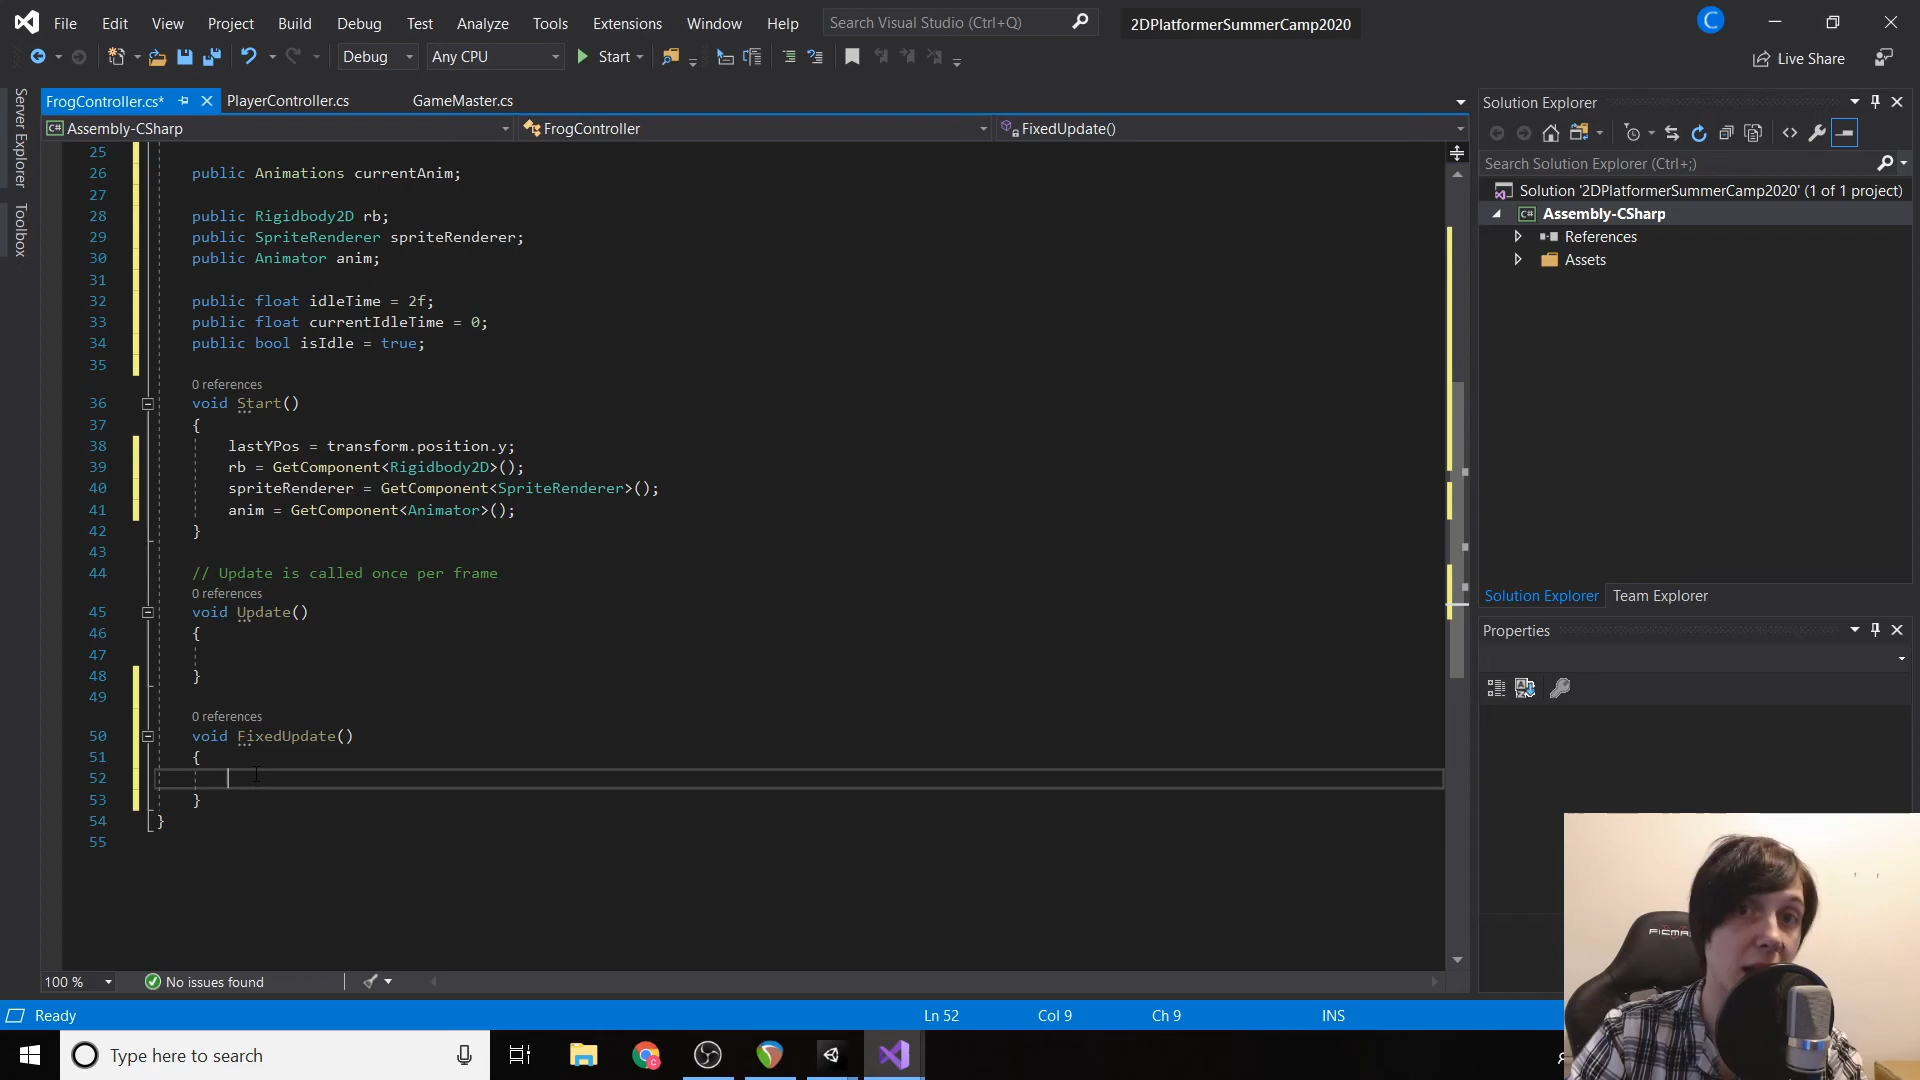 File Edit View Project Build Debug Test Analyze Tools Extensions Window Help Search Visual Studio (Ctrl+Q) 2DPlatformerSummerCamp2020 C
Debug Any CPU Start Live Share
Server Explorer
Toolbox
FrogController.cs* PlayerController.cs GameMaster.cs
C# Assembly-CSharp FrogController FixedUpdate()
25
26 public Animations currentAnim;
27
28 public Rigidbody2D rb;
29 public SpriteRenderer spriteRenderer;
30 public Animator anim;
31
32 public float idleTime = 2f;
33 public float currentIdleTime = 0;
34 public bool isIdle = true;
35
0 references
36 void Start()
37 {
38 lastYPos = transform.position.y;
39 rb = GetComponent<Rigidbody2D>();
40 spriteRenderer = GetComponent<SpriteRenderer>();
41 anim = GetComponent<Animator>();
42 }
43
44 // Update is called once per frame
0 references
45 void Update()
46 {
47
48 }
49
0 references
50 void FixedUpdate()
51 {
52
53 }
54 }
55
100 % No issues found
Ready Ln 52 Col 9 Ch 9 INS
Type here to search
Solution Explorer
Search Solution Explorer (Ctrl+;)
Solution '2DPlatformerSummerCamp2020' (1 of 1 project)
C# Assembly-CSharp
References
Assets
Solution Explorer Team Explorer
Properties